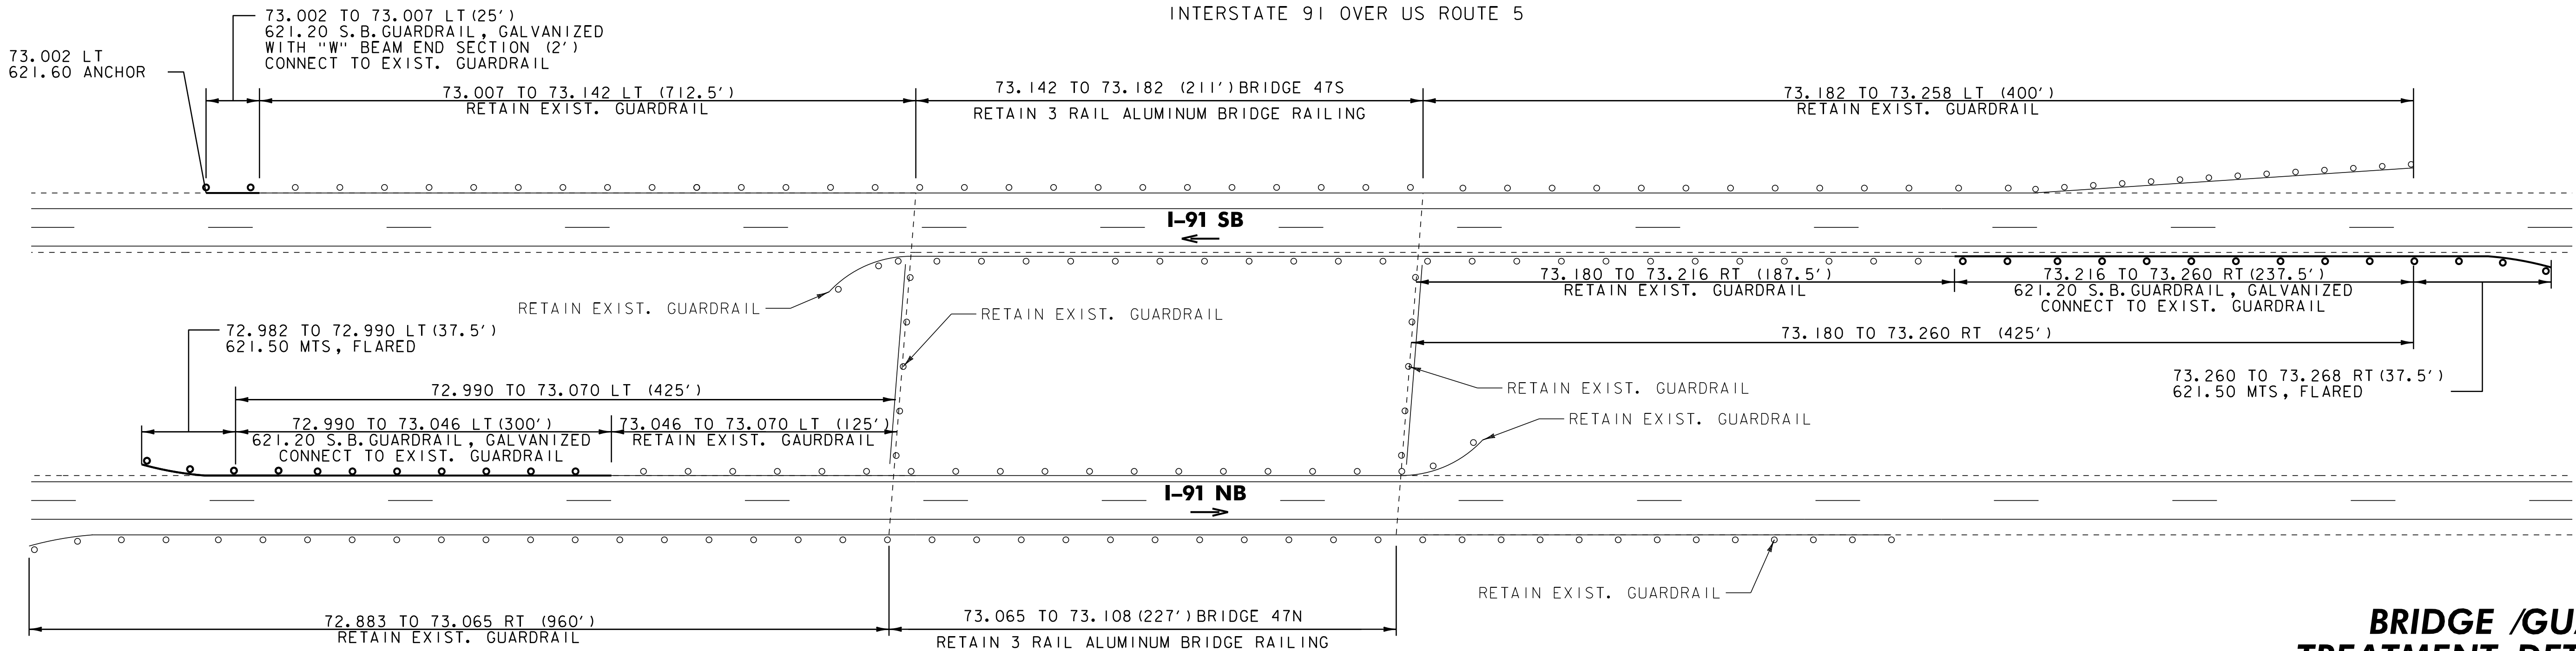 INTERSTATE 91 OVER US ROUTE 5
73.002 TO 73.007 LT (25')
621.20 S.B. GUARDRAIL, GALVANIZED
WITH "W" BEAM END SECTION (2')
CONNECT TO EXIST. GUARDRAIL
73.002 LT
621.60 ANCHOR
73.007 TO 73.142 LT (712.5')
RETAIN EXIST. GUARDRAIL
73.142 TO 73.182 (211') BRIDGE 47S
RETAIN 3 RAIL ALUMINUM BRIDGE RAILING
73.182 TO 73.258 LT (400')
RETAIN EXIST. GUARDRAIL
I-91 SB
RETAIN EXIST. GUARDRAIL
RETAIN EXIST. GUARDRAIL
73.180 TO 73.216 RT (187.5')
RETAIN EXIST. GUARDRAIL
73.216 TO 73.260 RT (237.5')
621.20 S.B. GUARDRAIL, GALVANIZED
CONNECT TO EXIST. GUARDRAIL
73.180 TO 73.260 RT (425')
72.982 TO 72.990 LT (37.5')
621.50 MTS, FLARED
72.990 TO 73.070 LT (425')
RETAIN EXIST. GUARDRAIL
73.260 TO 73.268 RT (37.5')
621.50 MTS, FLARED
RETAIN EXIST. GUARDRAIL
72.990 TO 73.046 LT (300')
621.20 S.B. GUARDRAIL, GALVANIZED
CONNECT TO EXIST. GUARDRAIL
73.046 TO 73.070 LT (125')
RETAIN EXIST. GAURDRAIL
I-91 NB
RETAIN EXIST. GUARDRAIL
72.883 TO 73.065 RT (960')
RETAIN EXIST. GUARDRAIL
73.065 TO 73.108 (227') BRIDGE 47N
RETAIN 3 RAIL ALUMINUM BRIDGE RAILING
BRIDGE /GU
TREATMENT DET